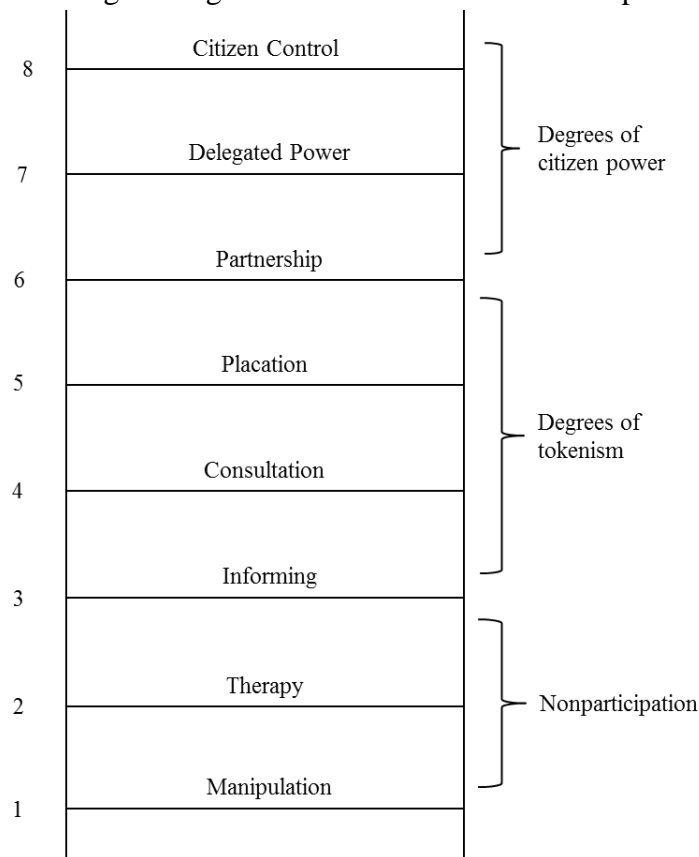 8
Citizen Control
Degrees of
citizen power
7
Delegated Power
6
Partnership
5
Placation
Degrees of
tokenism
4
Consultation
3
Informing
2
Therapy
Nonparticipation
1
Manipulation